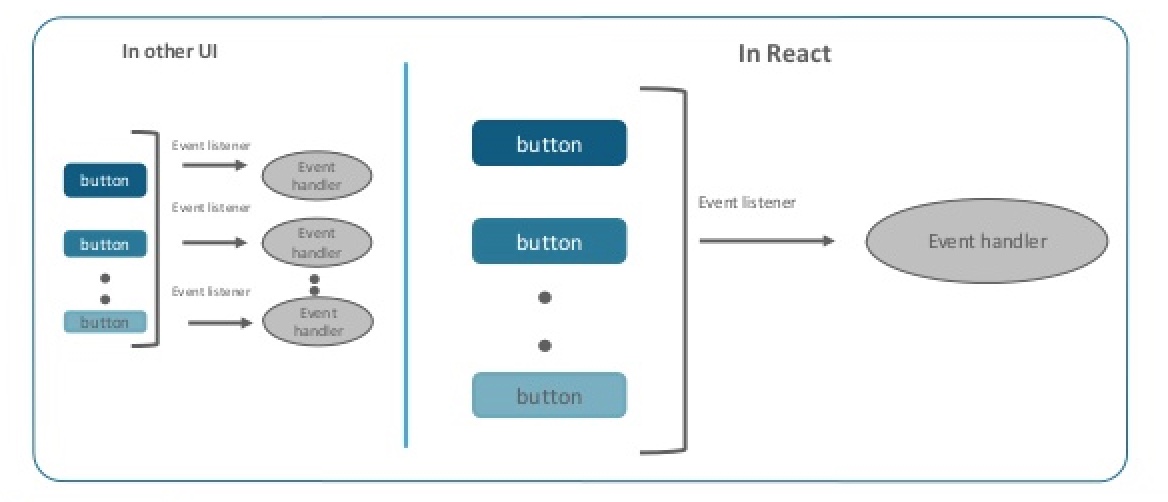 In other UI
button
button
button
Event listener
Event listener
Event listener
Event
handler
Event
handler
Event
handler
In React
button
button
button
Event listener
Event handler